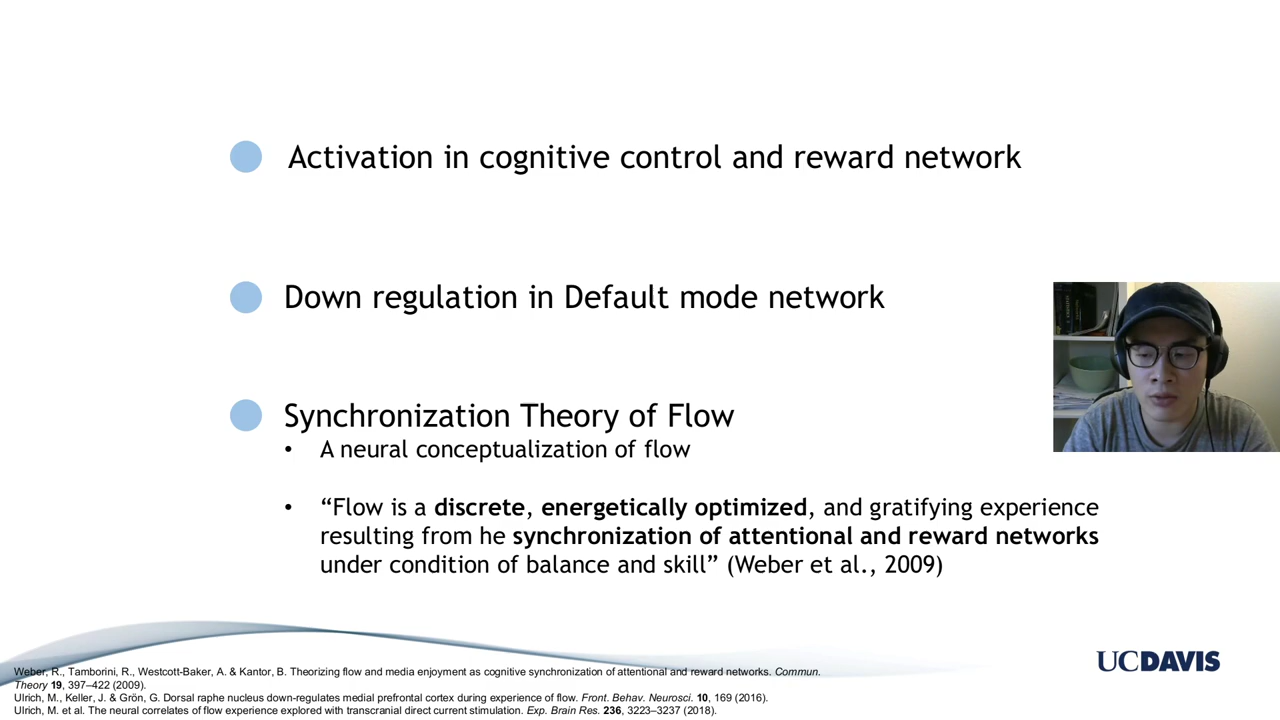 Activation in cognitive control and reward network
Down regulation in Default mode network
Synchronization Theory of Flow
• A neural conceptualization of flow
• “Flow is a discrete, energetically optimized, and gratifying experience
resulting from he synchronization of attentional and reward networks
under condition of balance and skill” (Weber et al., 2009)
UCDAVIS
Weber, R., Tamborini, R., Westcott-Baker, A. & Kantor, B. Theorizing flow and media enjoyment as cognitive synchronization of attentional and reward networks. Commun.
Theory 19, 397–422 (2009).
Ulrich, M., Keller, J. & Grön, G. Dorsal raphe nucleus down-regulates medial prefrontal cortex during experience of flow. Front. Behav. Neurosci. 10, 169 (2016).
Ulrich, M. et al. The neural correlates of flow experience explored with transcranial direct current stimulation. Exp. Brain Res. 236, 3223–3237 (2018).